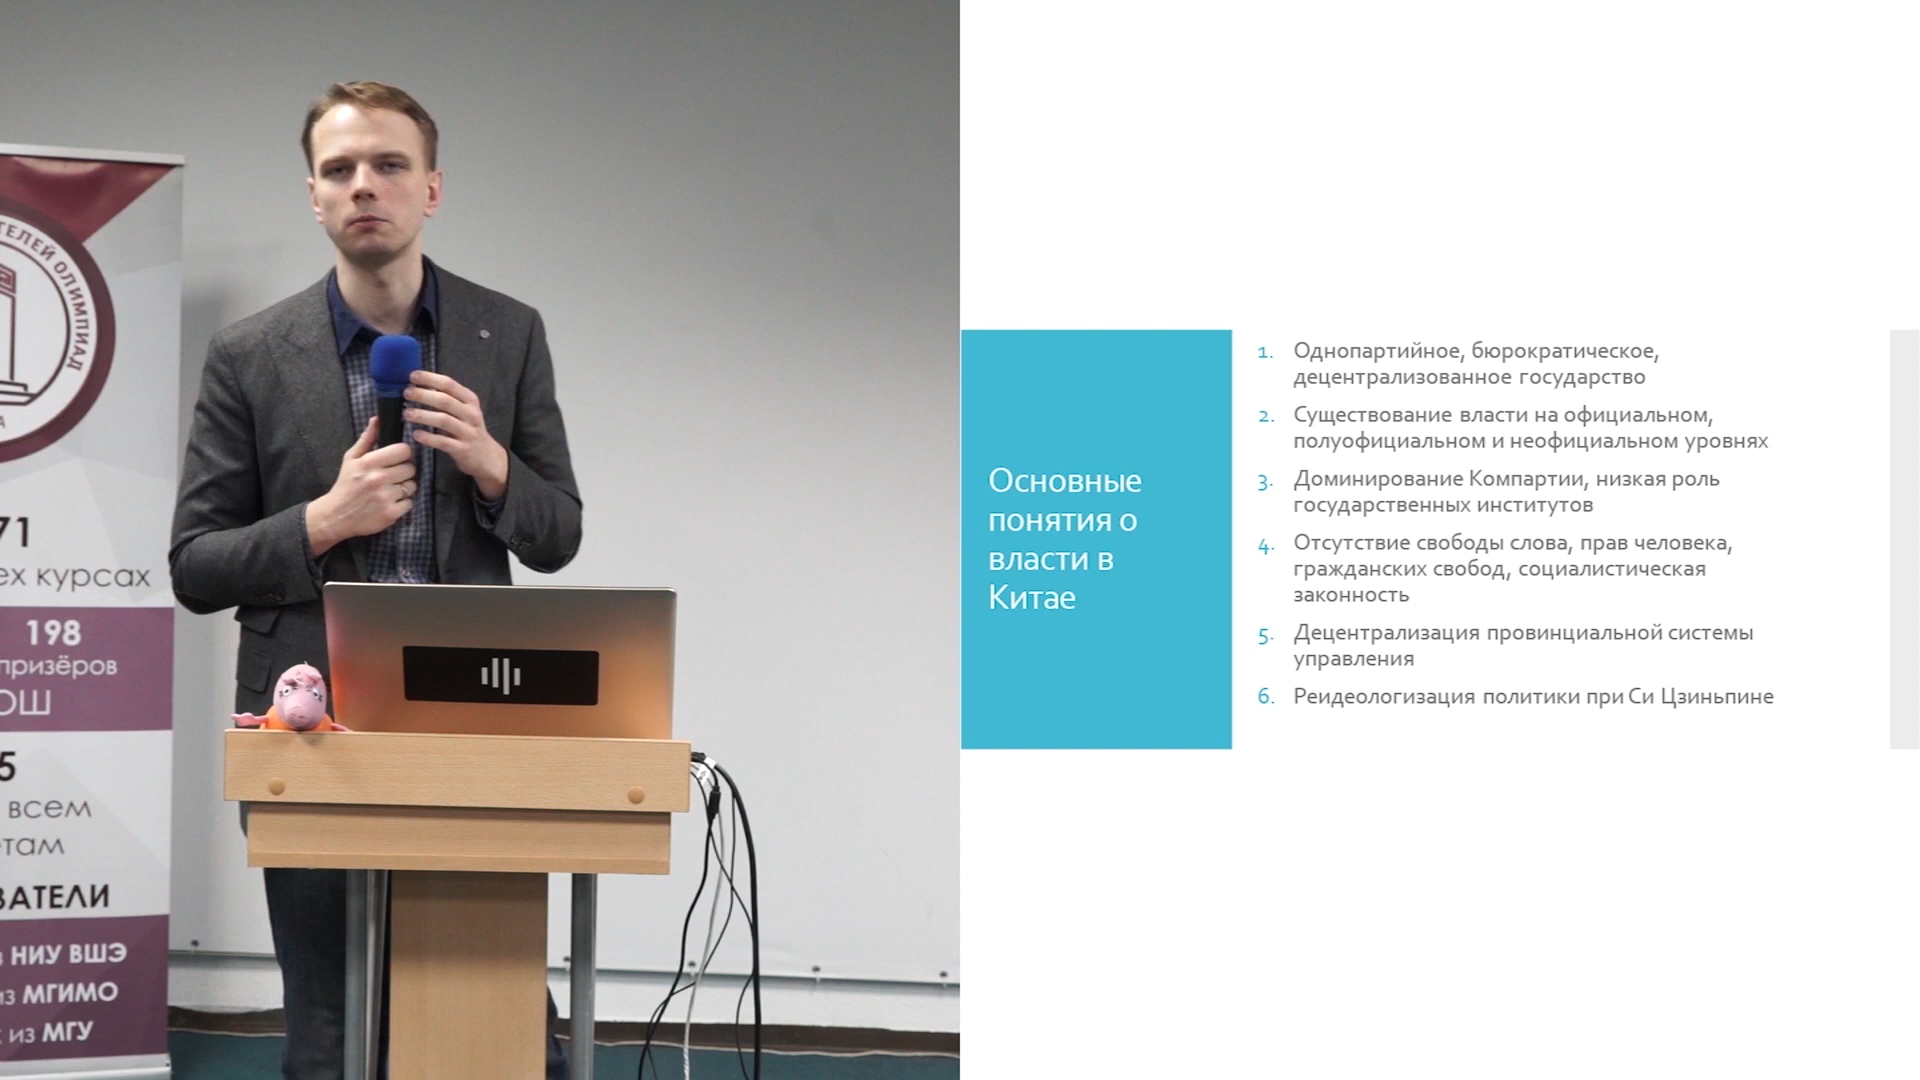 ТЕЛЕЙ ОЛИМПИАД
71
ех курсах
198
призёров
ОШ
5
всем
етам
ВАТЕЛИ
в НИУ ВШЭ
из МГИМО
из МГУ
Основные
понятия о
власти в
Китае
1. Однопартийное, бюрократическое,
децентрализованное государство
2. Существование власти на официальном,
полуофициальном и неофициальном уровнях
3. Доминирование Компартии, низкая роль
государственных институтов
4. Отсутствие свободы слова, прав человека,
гражданских свобод, социалистическая
законность
5. Децентрализация провинциальной системы
управления
6. Реидеологизация политики при Си Цзиньпине